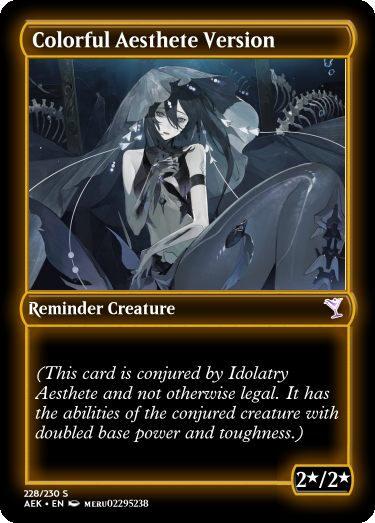 Colorful Aesthete Version
Reminder Creature
(This card is conjured by Idolatry
Aesthete and not otherwise legal. It has
the abilities of the conjured creature with
doubled base power and toughness.)
2★/2★
228/230 S
AEK • EN MERU02295238